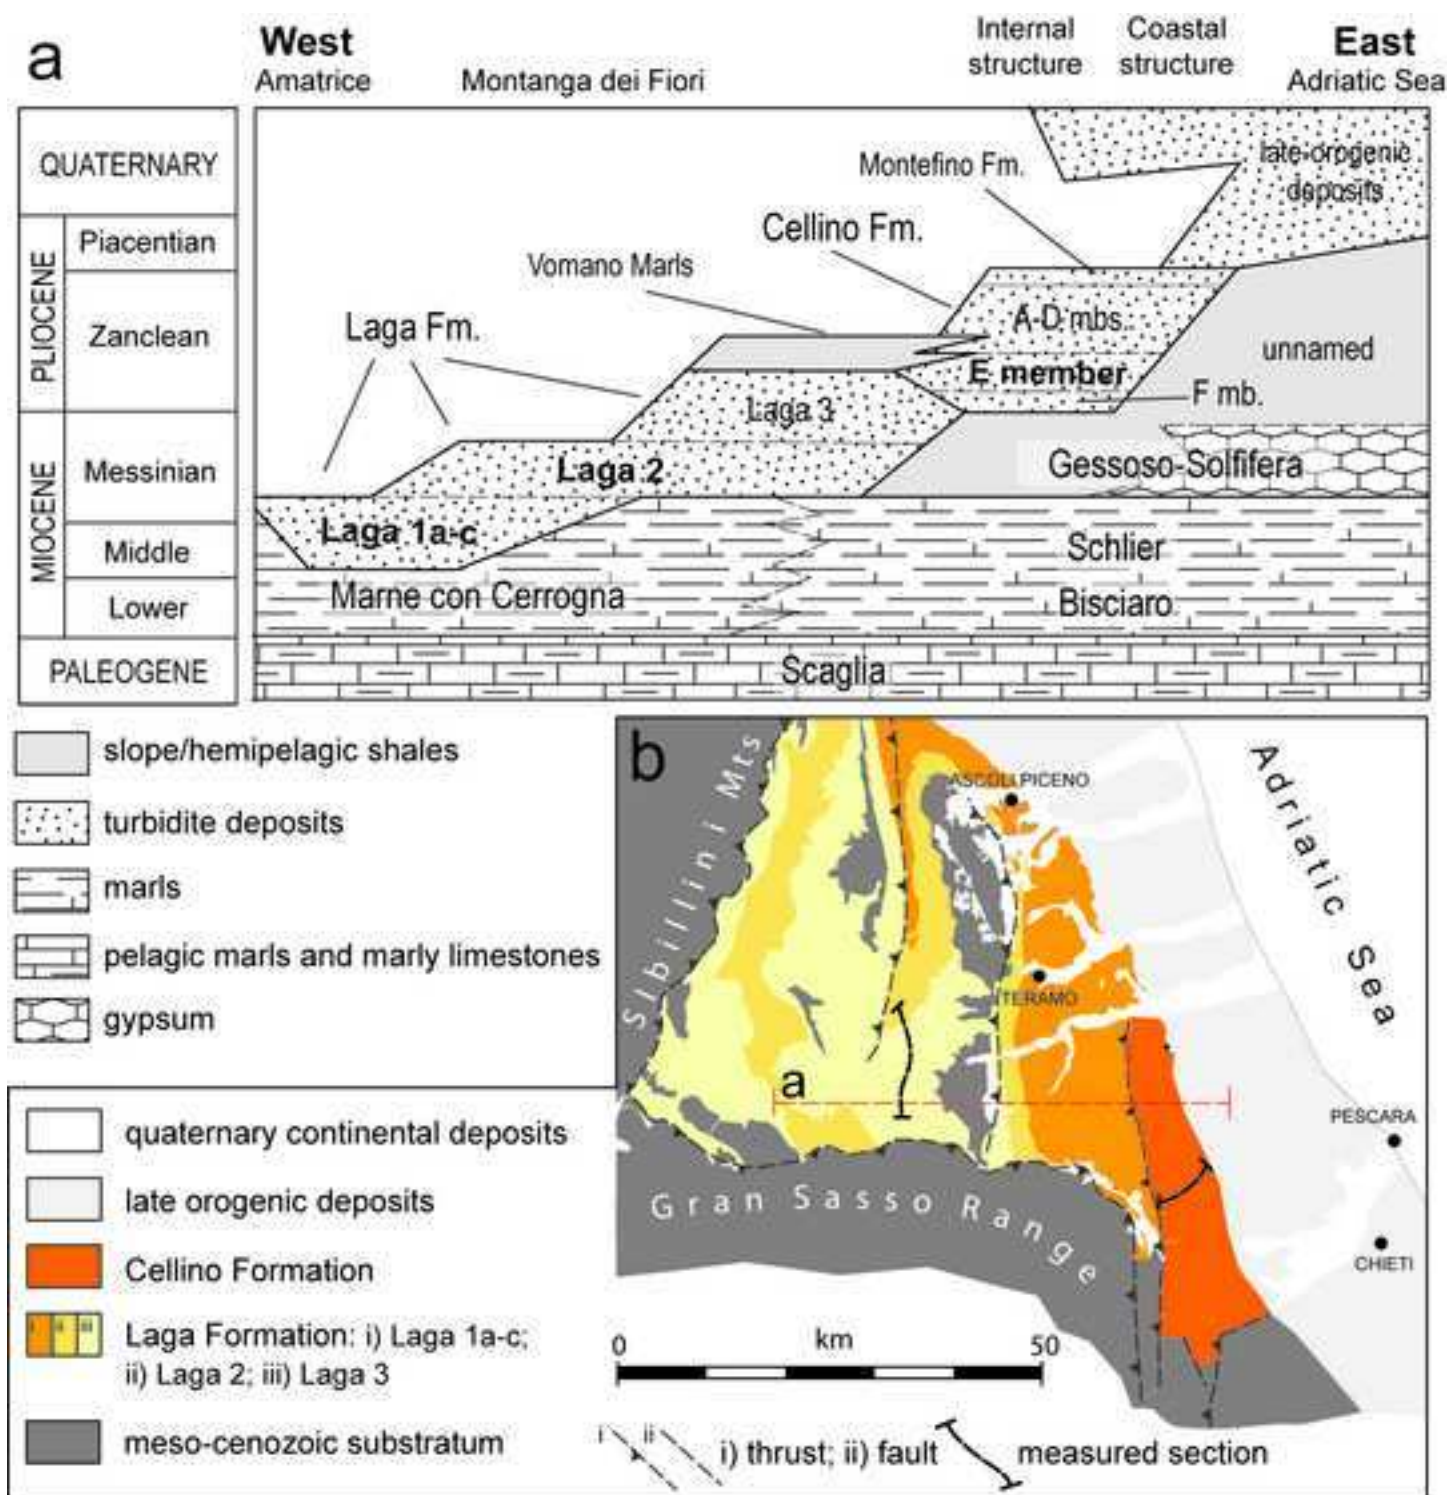 a
West
Amatrice
Montanga dei Fiori
Internal
structure
Coastal
structure
East
Adriatic Sea
QUATERNARY
PLIOCENE
Piacentian
Zanclean
MIOCENE
Messinian
Middle
Lower
PALEOGENE
late-orogenic
deposits
Montefino Fm.
Cellino Fm.
Vomano Marls
Laga Fm.
A-D mbs.
unnamed
E member
F mb.
Laga 3
Laga 2
Gessoso-Solfifera
Laga 1a-c
Schlier
Marne con Cerrogna
Bisciaro
Scaglia
slope/hemipelagic shales
turbidite deposits
marls
pelagic marls and marly limestones
gypsum
b
Sibillini Mts
ASCOLI PICENO
Adriatic Sea
TERAMO
a
PESCARA
Gran Sasso Range
CHIETI
0 km 50
quaternary continental deposits
late orogenic deposits
Cellino Formation
i ii iii
Laga Formation: i) Laga 1a-c;
ii) Laga 2; iii) Laga 3
meso-cenozoic substratum
i ii
i) thrust; ii) fault
measured section